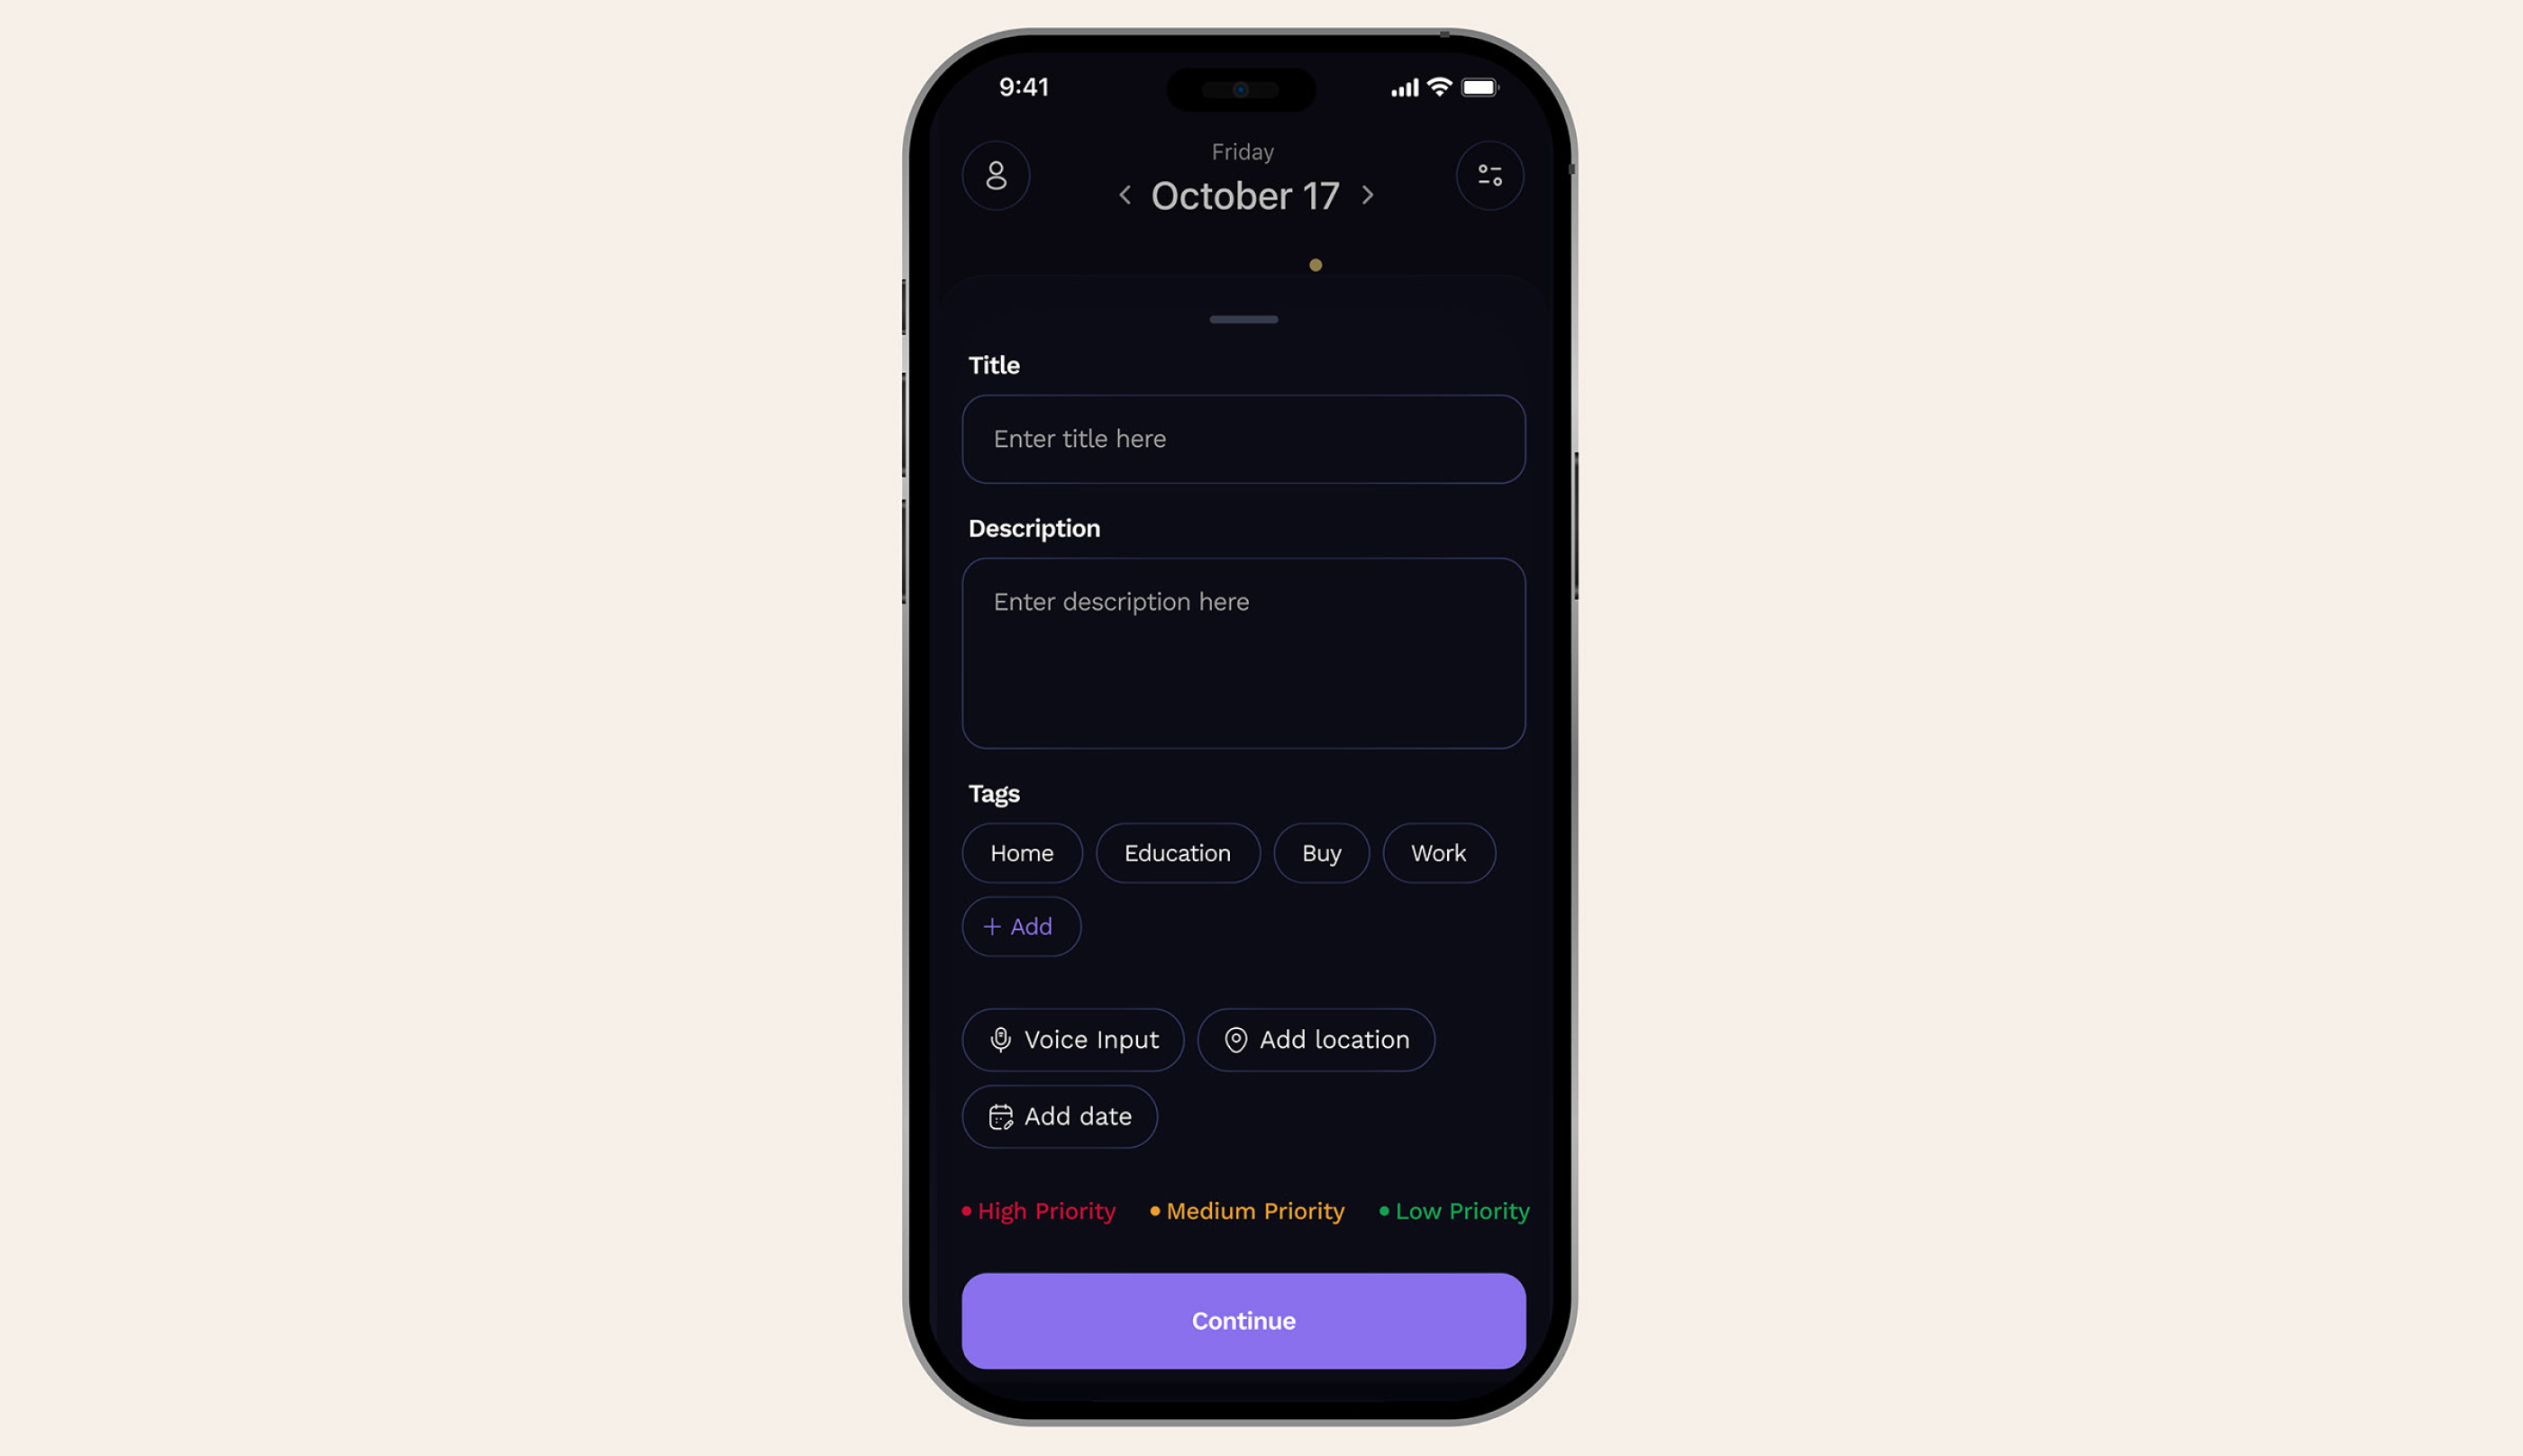 9:41
Friday
October 17
Title
Enter title here
Description
Enter description here
Tags
Home Education Buy Work
+ Add
Voice Input Add location
Add date
High Priority Medium Priority Low Priority
Continue